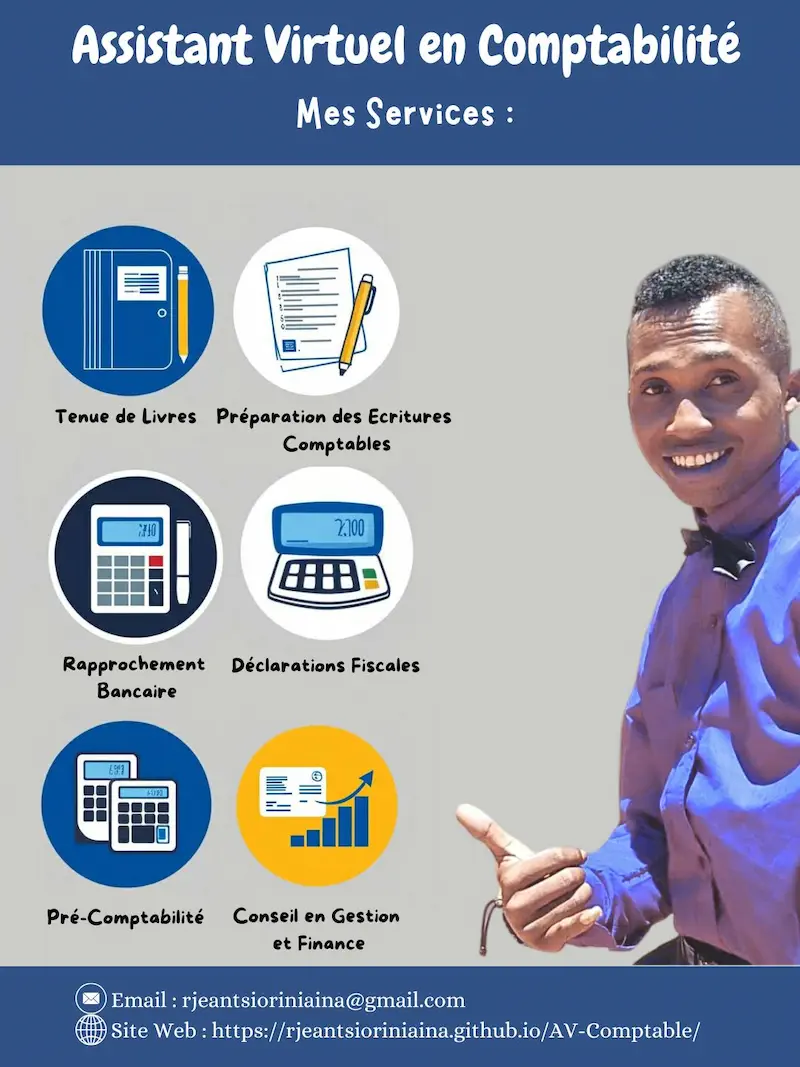 Assistant Virtuel en Comptabilité
Mes Services :
Tenue de Livres
Préparation des Ecritures
Comptables
Rapprochement
Bancaire
Déclarations Fiscales
Pré-Comptabilité
Conseil en Gestion
et Finance
Email : rjeantsioriniaina@gmail.com
Site Web : https://rjeantsioriniaina.github.io/AV-Comptable/